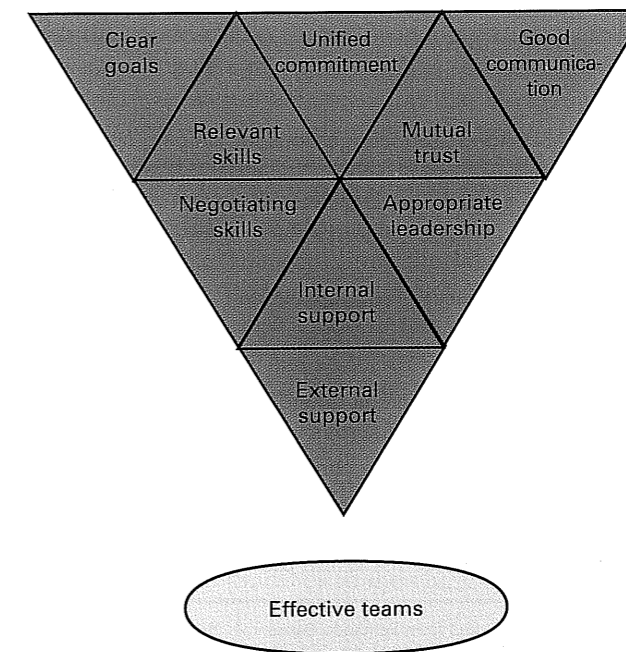 Clear
goals
Unified
commitment
Good
communica-
tion
Relevant
skills
Mutual
trust
Negotiating
skills
Appropriate
leadership
Internal
support
External
support
Effective teams